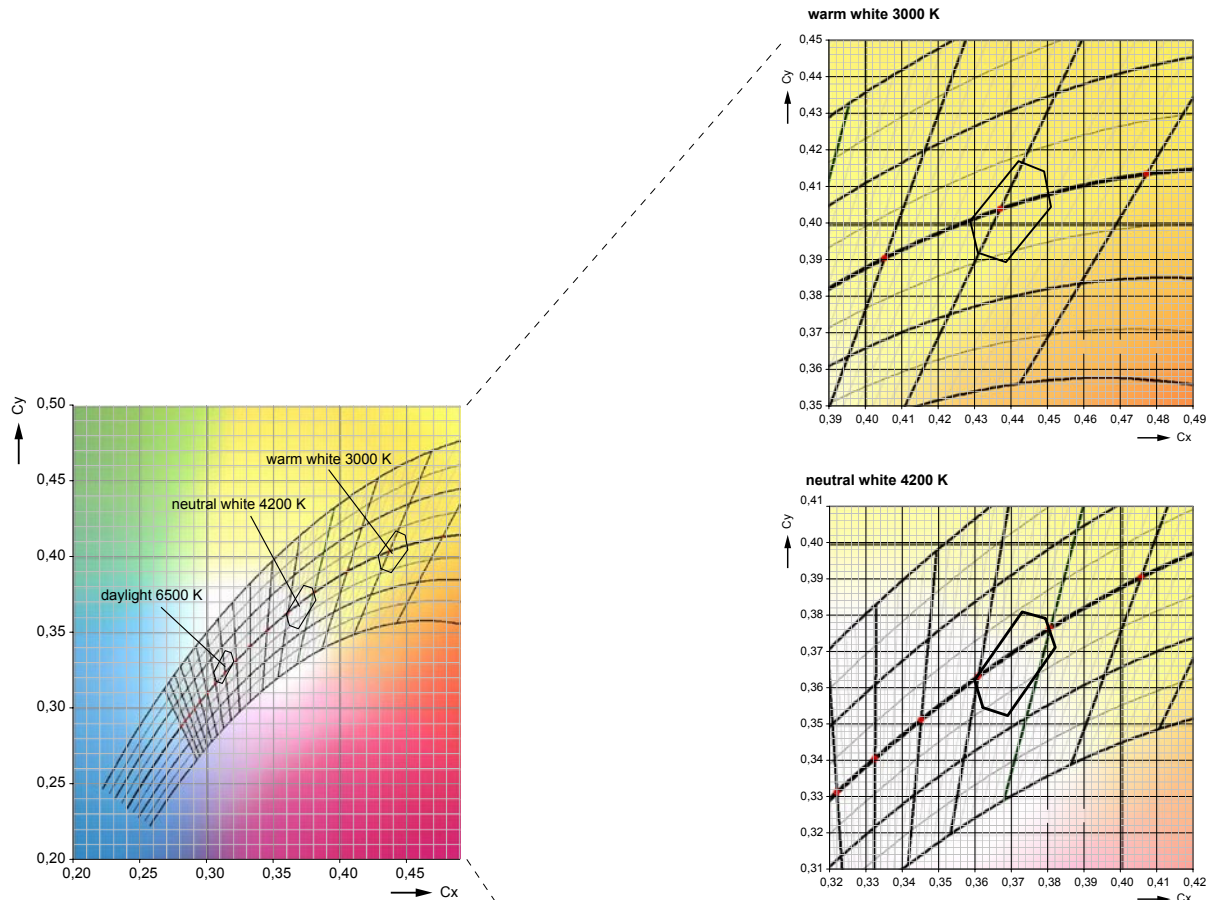 warm white 3000 K
0,45
0,44
0,43
0,42
0,41
0,40
0,39
0,38
0,37
0,36
0,35
Cy
0,39 0,40 0,41 0,42 0,43 0,44 0,45 0,46 0,47 0,48 0,49
Cx
Cy
0,50
0,45
0,40
0,35
0,30
0,25
0,20
warm white 3000 K
neutral white 4200 K
daylight 6500 K
0,20 0,25 0,30 0,35 0,40 0,45
Cx
neutral white 4200 K
0,41
0,40
0,39
0,38
0,37
0,36
0,35
0,34
0,33
0,32
0,31
Cy
0,32 0,33 0,34 0,35 0,36 0,37 0,38 0,39 0,40 0,41 0,42
Cx